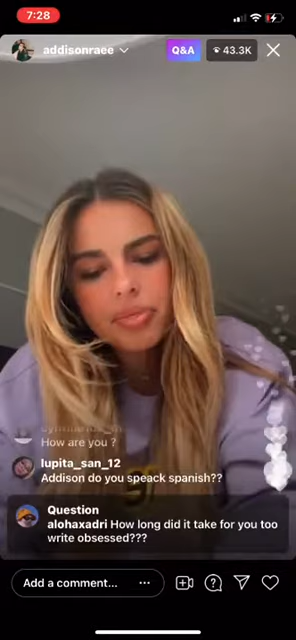 7:28
addisonraee
Q&A
43.3K
How are you ?
lupita_san_12
Addison do you speack spanish??
Question
alohaxadri How long did it take for you too
write obsessed???
Add a comment...